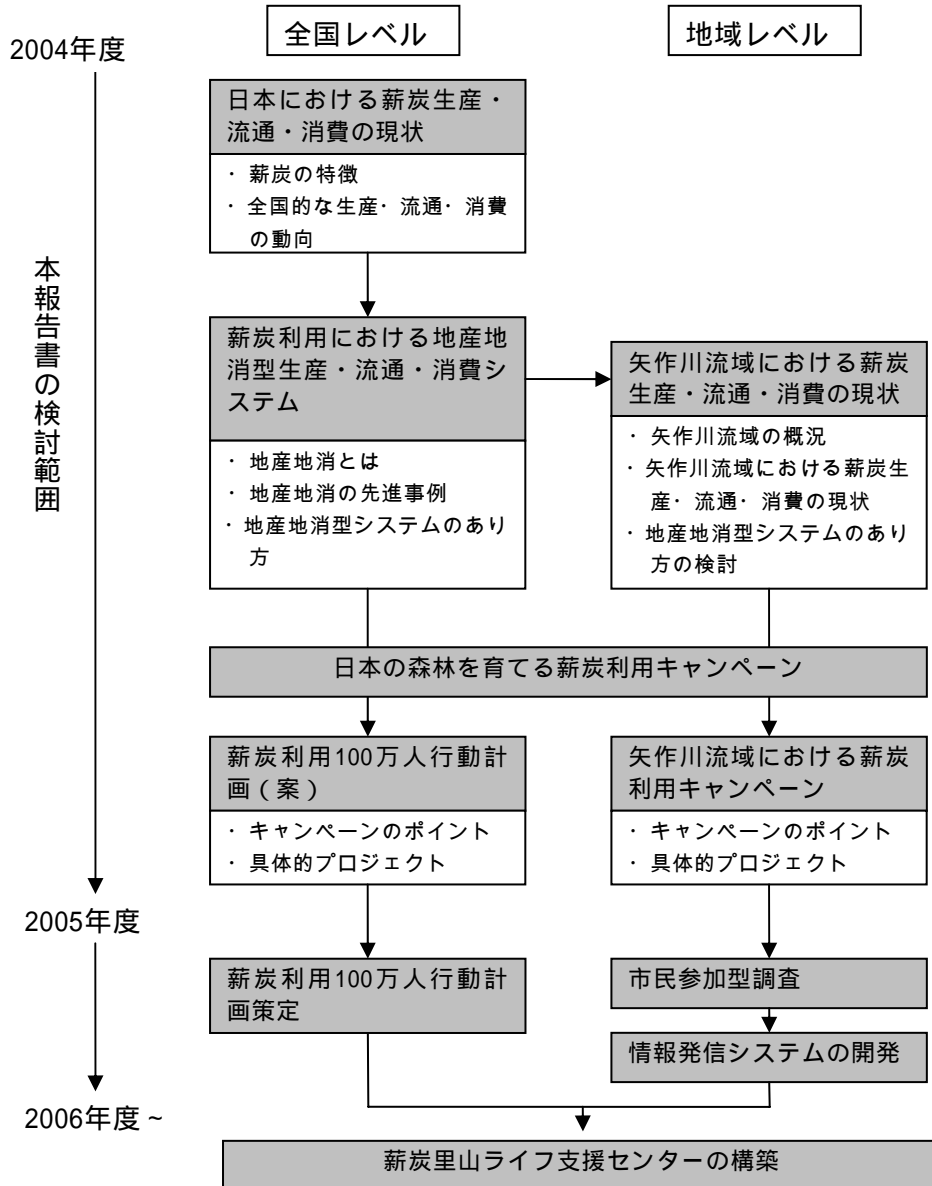 全国レベル
地域レベル
2004年度
日本における薪炭生産・
流通・消費の現状
・ 薪炭の特徴
・ 全国的な生産・流通・消費
の動向
本報告書の検討範囲
薪炭利用における地産地
消型生産・流通・消費シ
ステム
・ 地産地消とは
・ 地産地消の先進事例
・ 地産地消型システムのあり
方
矢作川流域における薪炭
生産・流通・消費の現状
・ 矢作川流域の概況
・ 矢作川流域における薪炭生
産・流通・消費の現状
・ 地産地消型システムのあり
方の検討
日本の森林を育てる薪炭利用キャンペーン
薪炭利用100万人行動計
画（案）
・ キャンペーンのポイント
・ 具体的プロジェクト
矢作川流域における薪炭
利用キャンペーン
・ キャンペーンのポイント
・ 具体的プロジェクト
2005年度
薪炭利用100万人行動計
画策定
市民参加型調査
情報発信システムの開発
2006年度～
薪炭里山ライフ支援センターの構築